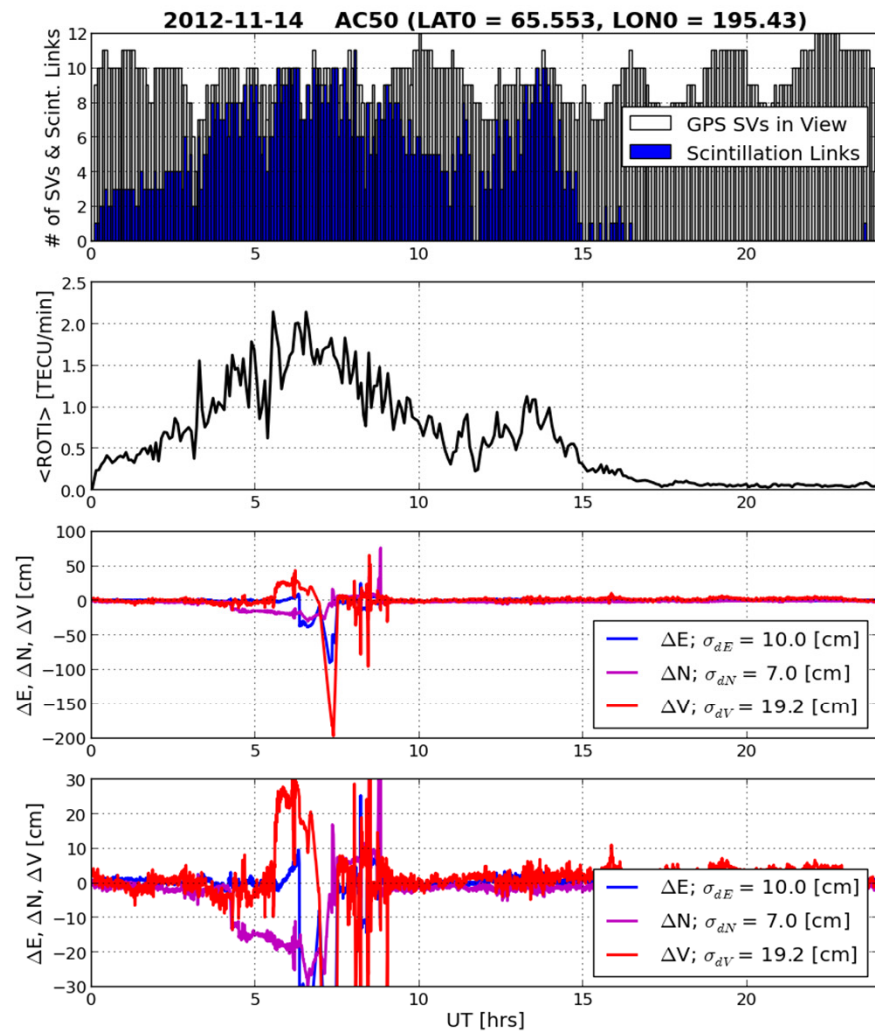 2012-11-14 AC50 (LAT0 = 65.553, LON0 = 195.43)
# of SVs & Scint. Links
12
10
8
6
4
2
0
GPS SVs in View
Scintillation Links
0 5 10 15 20
<ROTI> [TECU/min]
2.5
2.0
1.5
1.0
0.5
0.0
0 5 10 15 20
ΔE, ΔN, ΔV [cm]
100
50
0
−50
−100
−150
−200
ΔE; σdE = 10.0 [cm]
ΔN; σdN = 7.0 [cm]
ΔV; σdV = 19.2 [cm]
0 5 10 15 20
ΔE, ΔN, ΔV [cm]
30
20
10
0
−10
−20
−30
ΔE; σdE = 10.0 [cm]
ΔN; σdN = 7.0 [cm]
ΔV; σdV = 19.2 [cm]
0 5 10 15 20
UT [hrs]